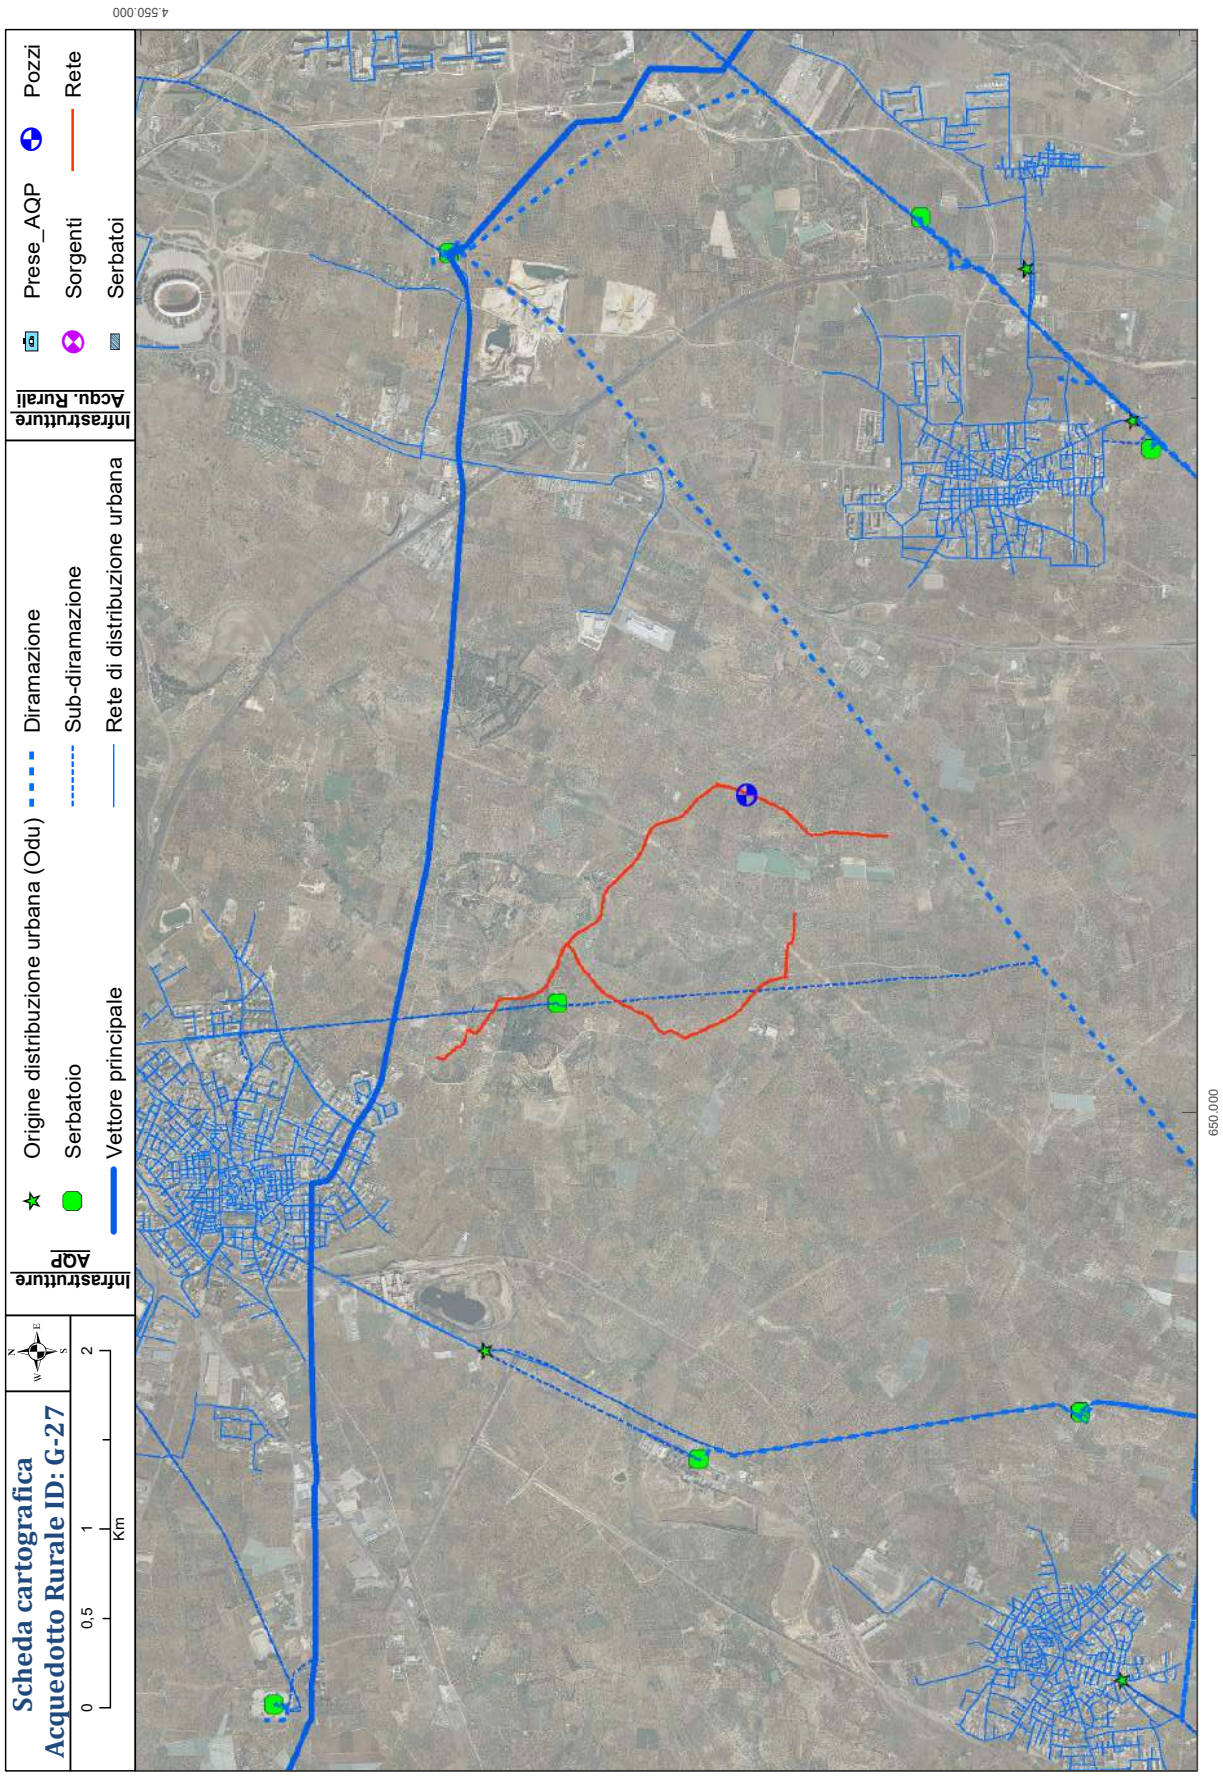 Scheda cartografica
Acquedotto Rurale ID: G-27
0
0,5
1
2
Km
N
W
E
S
Infrastrutture
AQP
Origine distribuzione urbana (Odu)
Serbatoio
Vettore principale
Diramazione
Sub-diramazione
Rete di distribuzione urbana
Infrastrutture
Acqu. Rurali
Prese_AQP
Sorgenti
Serbatoi
Pozzi
Rete
4.550.000
650.000